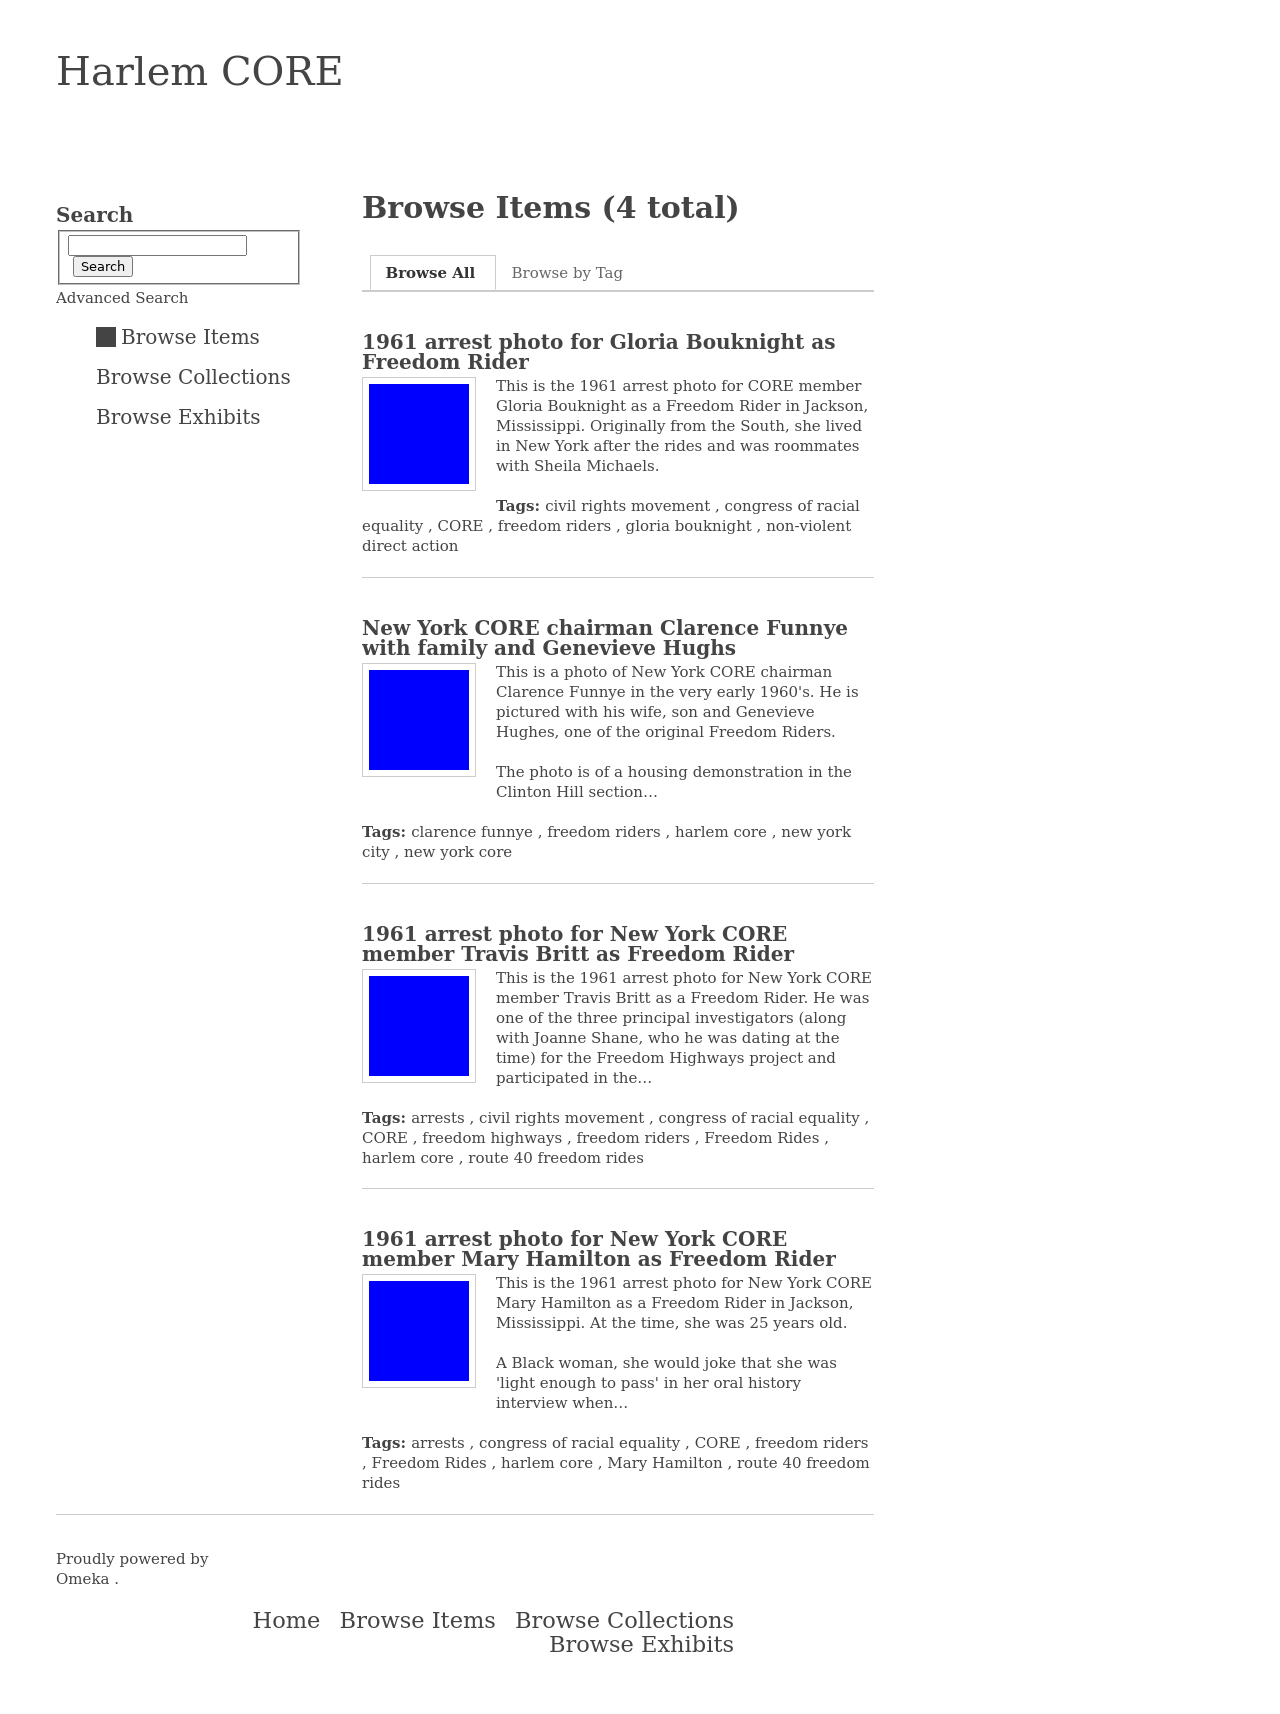 Harlem CORE
Search
Search
Advanced Search
Browse Items
Browse Collections
Browse Exhibits
Browse Items (4 total)
Browse All
Browse by Tag
1961 arrest photo for Gloria Bouknight as
Freedom Rider
This is the 1961 arrest photo for CORE member
Gloria Bouknight as a Freedom Rider in Jackson,
Mississippi. Originally from the South, she lived
in New York after the rides and was roommates
with Sheila Michaels.
Tags: civil rights movement , congress of racial
equality , CORE , freedom riders , gloria bouknight , non-violent
direct action
New York CORE chairman Clarence Funnye
with family and Genevieve Hughs
This is a photo of New York CORE chairman
Clarence Funnye in the very early 1960's. He is
pictured with his wife, son and Genevieve
Hughes, one of the original Freedom Riders.
The photo is of a housing demonstration in the
Clinton Hill section…
Tags: clarence funnye , freedom riders , harlem core , new york
city , new york core
1961 arrest photo for New York CORE
member Travis Britt as Freedom Rider
This is the 1961 arrest photo for New York CORE
member Travis Britt as a Freedom Rider. He was
one of the three principal investigators (along
with Joanne Shane, who he was dating at the
time) for the Freedom Highways project and
participated in the…
Tags: arrests , civil rights movement , congress of racial equality ,
CORE , freedom highways , freedom riders , Freedom Rides ,
harlem core , route 40 freedom rides
1961 arrest photo for New York CORE
member Mary Hamilton as Freedom Rider
This is the 1961 arrest photo for New York CORE
Mary Hamilton as a Freedom Rider in Jackson,
Mississippi. At the time, she was 25 years old.
A Black woman, she would joke that she was
'light enough to pass' in her oral history
interview when…
Tags: arrests , congress of racial equality , CORE , freedom riders
, Freedom Rides , harlem core , Mary Hamilton , route 40 freedom
rides
Proudly powered by
Omeka .
Home Browse Items Browse Collections
Browse Exhibits